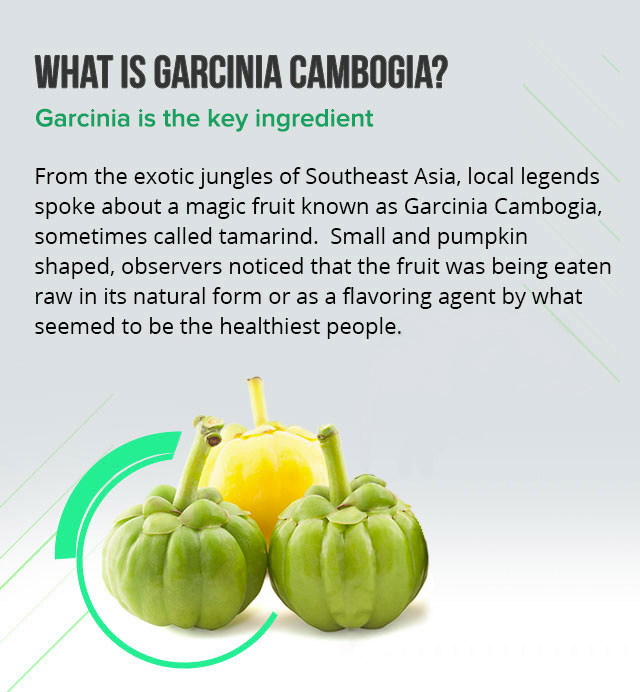 WHAT IS GARCINIA CAMBOGIA?
Garcinia is the key ingredient
From the exotic jungles of Southeast Asia, local legends
spoke about a magic fruit known as Garcinia Cambogia,
sometimes called tamarind.  Small and pumpkin
shaped, observers noticed that the fruit was being eaten
raw in its natural form or as a flavoring agent by what
seemed to be the healthiest people.